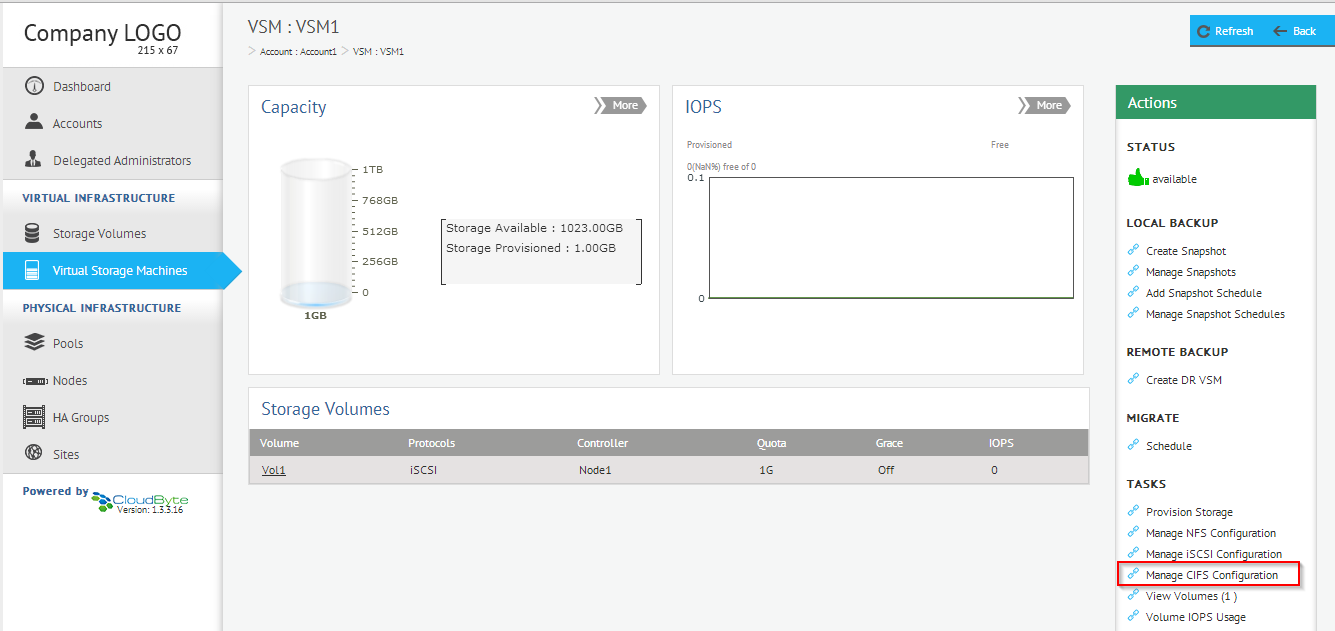 Company LOGO
215 x 67
Dashboard
Accounts
Delegated Administrators
VIRTUAL INFRASTRUCTURE
Storage Volumes
Virtual Storage Machines
PHYSICAL INFRASTRUCTURE
Pools
Nodes
HA Groups
Sites
Powered by CloudByte
Version: 1.3.3.16
VSM : VSM1
> Account : Account1 > VSM : VSM1
Refresh
Back
Capacity
More
1TB
768GB
512GB
256GB
0
1GB
Storage Available : 1023.00GB
Storage Provisioned : 1.00GB
IOPS
More
Provisioned Free
0(NaN%) free of 0
0.1
0
Storage Volumes
Volume Protocols Controller Quota Grace IOPS
Vol1 iSCSI Node1 1G Off 0
Actions
STATUS
available
LOCAL BACKUP
Create Snapshot
Manage Snapshots
Add Snapshot Schedule
Manage Snapshot Schedules
REMOTE BACKUP
Create DR VSM
MIGRATE
Schedule
TASKS
Provision Storage
Manage NFS Configuration
Manage iSCSI Configuration
Manage CIFS Configuration
View Volumes (1 )
Volume IOPS Usage